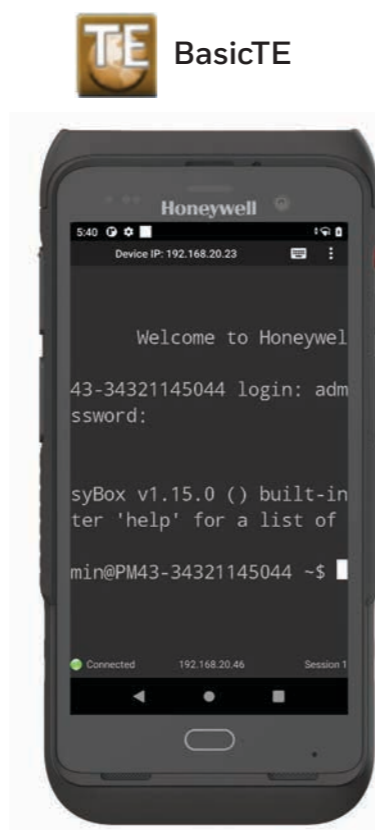 TE
BasicTE
Honeywell
5:40
Device IP: 192.168.20.23
Welcome to Honeywel
43-34321145044 login: adm
ssword:
syBox v1.15.0 () built-in
ter 'help' for a list of
min@PM43-34321145044 ~$
Connected 192.168.20.46 Session 1